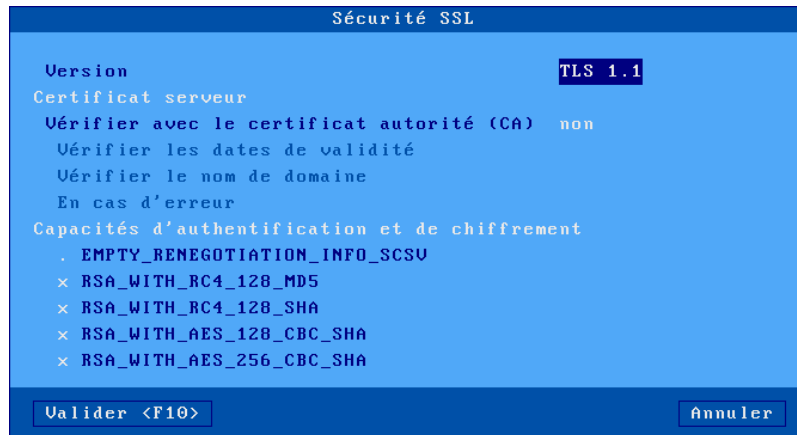 Sécurité SSL
Version TLS 1.1
Certificat serveur
Vérifier avec le certificat autorité (CA) non
Vérifier les dates de validité
Vérifier le nom de domaine
En cas d'erreur
Capacités d'authentification et de chiffrement
. EMPTY_RENEGOTIATION_INFO_SCSV
x RSA_WITH_RC4_128_MD5
x RSA_WITH_RC4_128_SHA
x RSA_WITH_AES_128_CBC_SHA
x RSA_WITH_AES_256_CBC_SHA
Valider <F10> Annuler